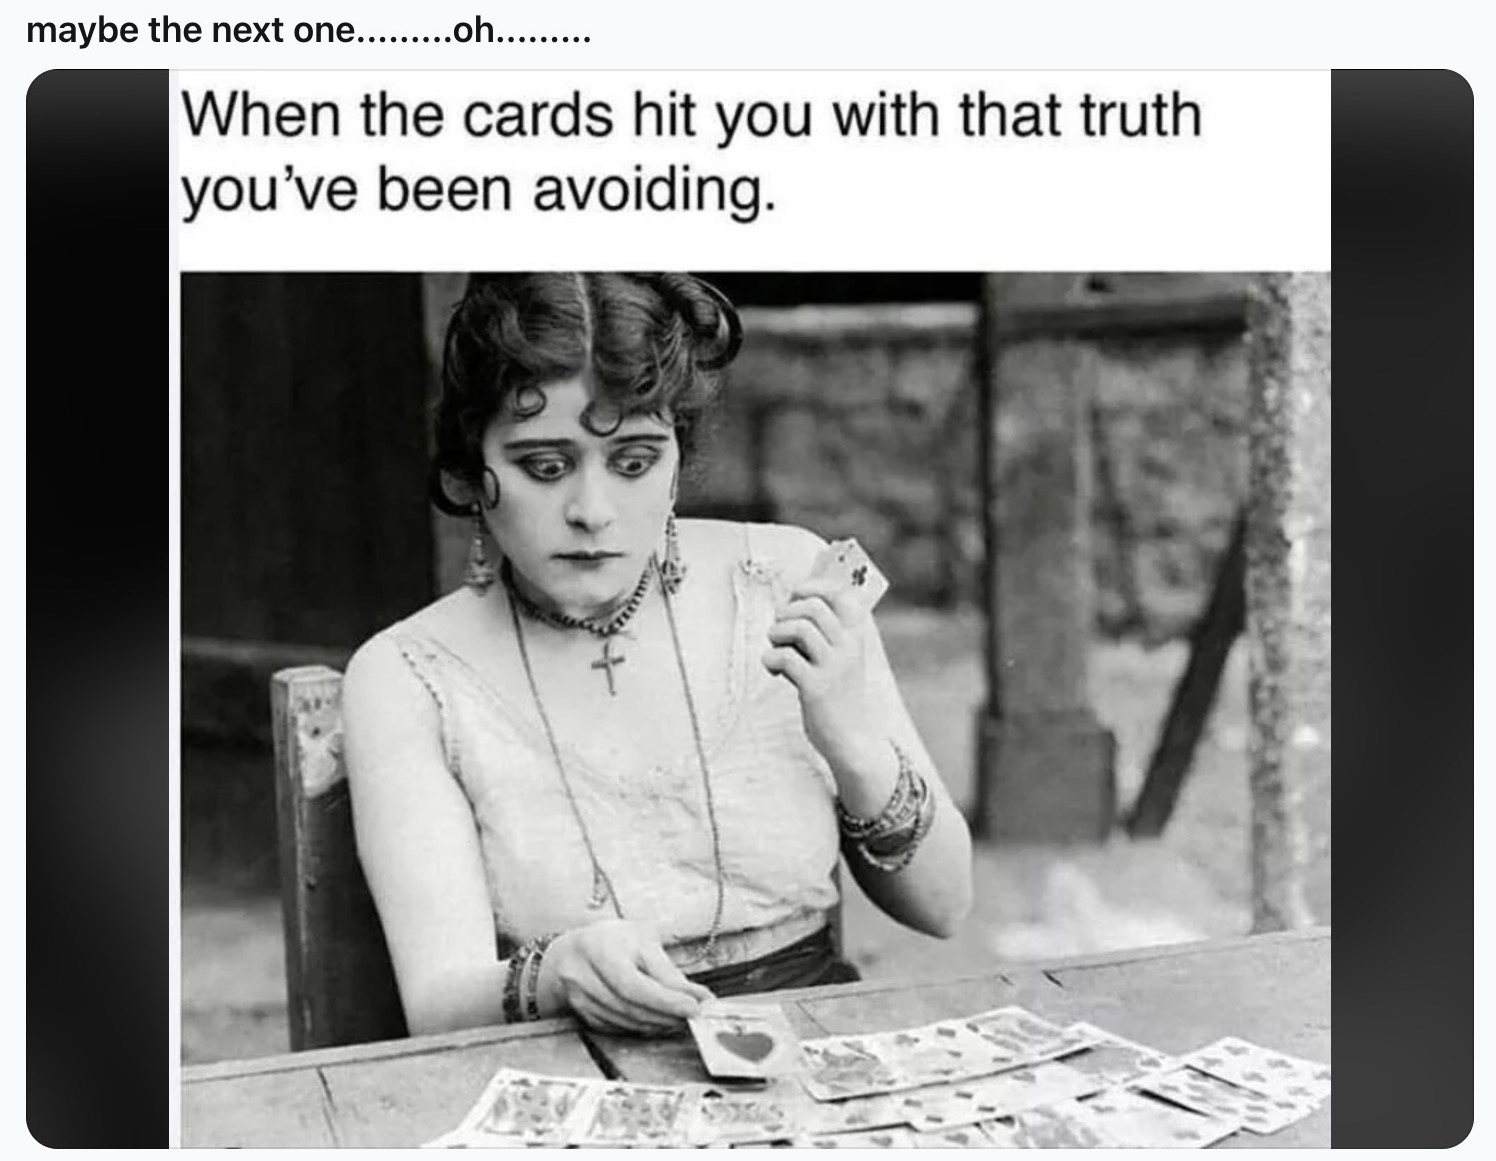 maybe the next one.........oh.........
When the cards hit you with that truth
you’ve been avoiding.